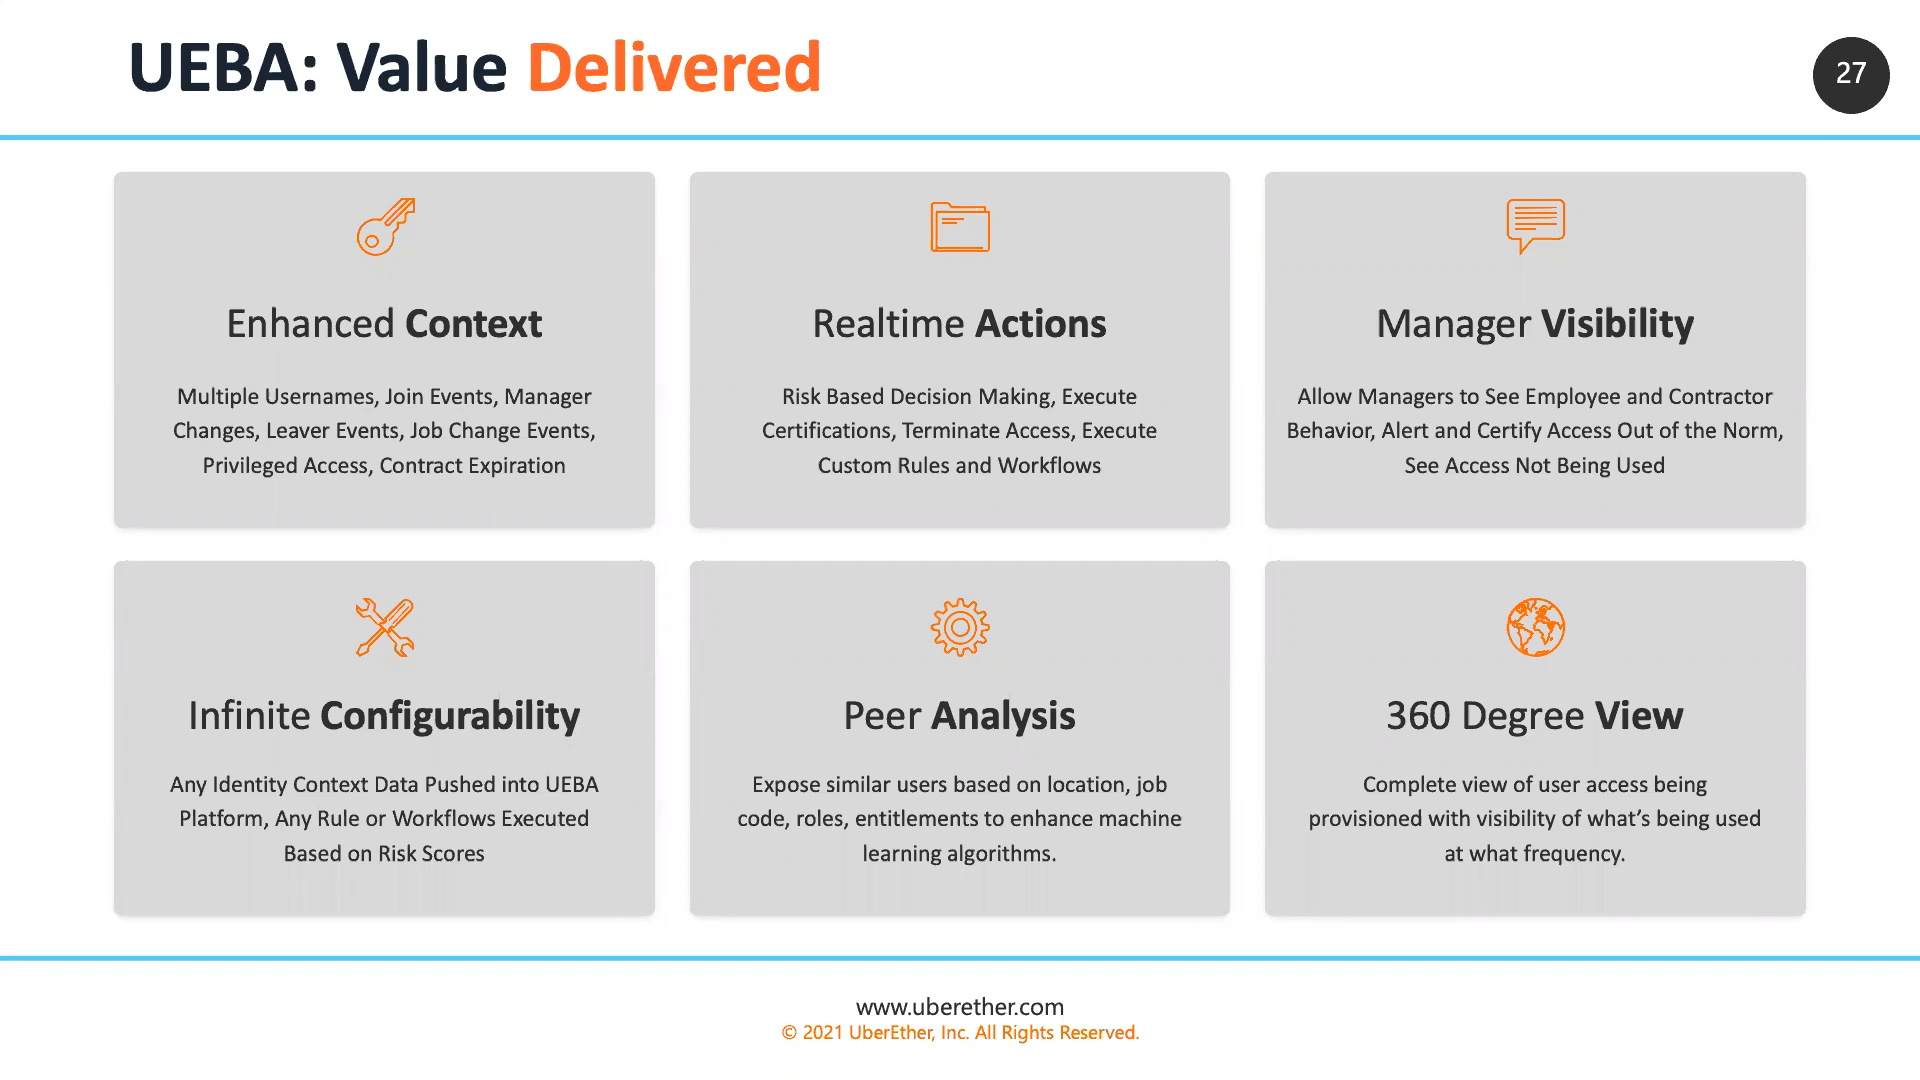 UEBA: Value Delivered
27
Enhanced Context
Multiple Usernames, Join Events, Manager
Changes, Leaver Events, Job Change Events,
Privileged Access, Contract Expiration
Realtime Actions
Risk Based Decision Making, Execute
Certifications, Terminate Access, Execute
Custom Rules and Workflows
Manager Visibility
Allow Managers to See Employee and Contractor
Behavior, Alert and Certify Access Out of the Norm,
See Access Not Being Used
Infinite Configurability
Any Identity Context Data Pushed into UEBA
Platform, Any Rule or Workflows Executed
Based on Risk Scores
Peer Analysis
Expose similar users based on location, job
code, roles, entitlements to enhance machine
learning algorithms.
360 Degree View
Complete view of user access being
provisioned with visibility of what’s being used
at what frequency.
www.uberether.com
© 2021 UberEther, Inc. All Rights Reserved.